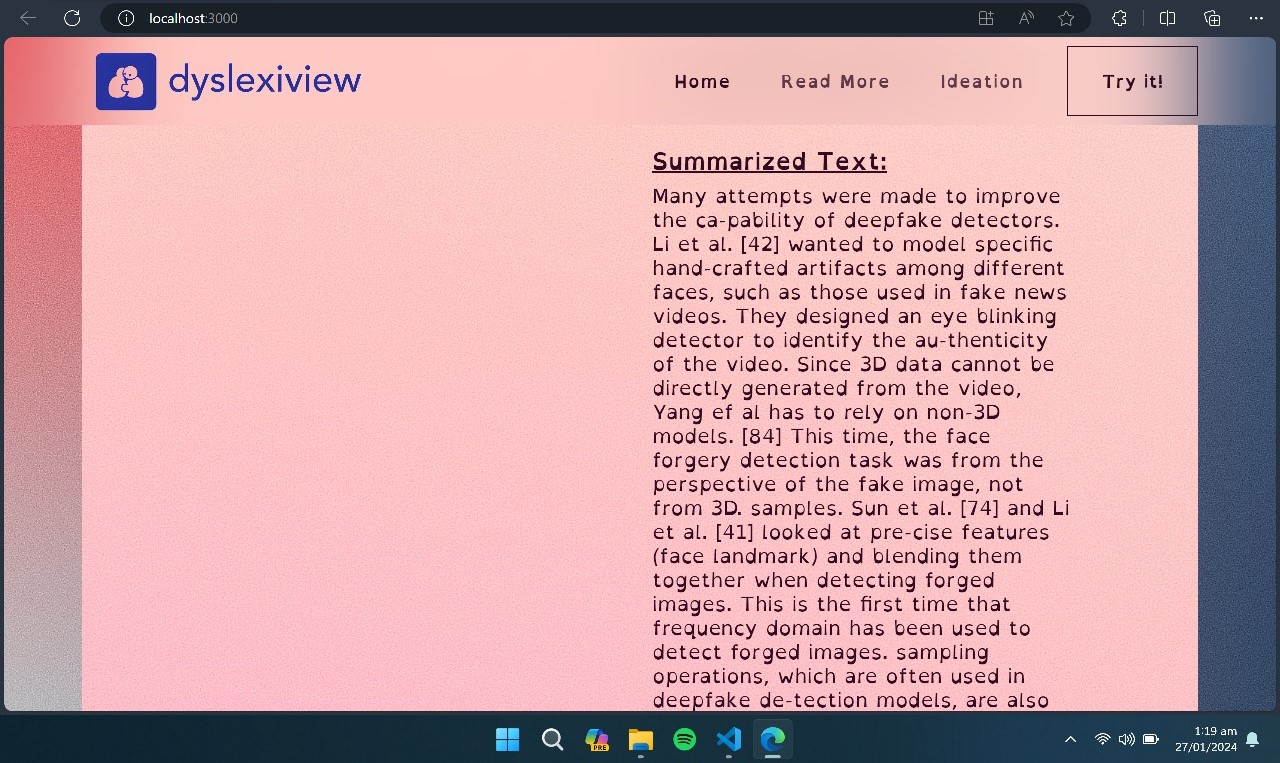 localhost:3000
dyslexiview
Home
Read More
Ideation
Try it!
Summarized Text:
Many attempts were made to improve
the ca-pability of deepfake detectors.
Li et al. [42] wanted to model specific
hand-crafted artifacts among different
faces, such as those used in fake news
videos. They designed an eye blinking
detector to identify the au-thenticity
of the video. Since 3D data cannot be
directly generated from the video,
Yang ef al has to rely on non-3D
models. [84] This time, the face
forgery detection task was from the
perspective of the fake image, not
from 3D. samples. Sun et al. [74] and Li
et al. [41] looked at pre-cise features
(face landmark) and blending them
together when detecting forged
images. This is the first time that
frequency domain has been used to
detect forged images. sampling
operations, which are often used in
deepfake de-tection models, are also
PRE
1:19 am
27/01/2024